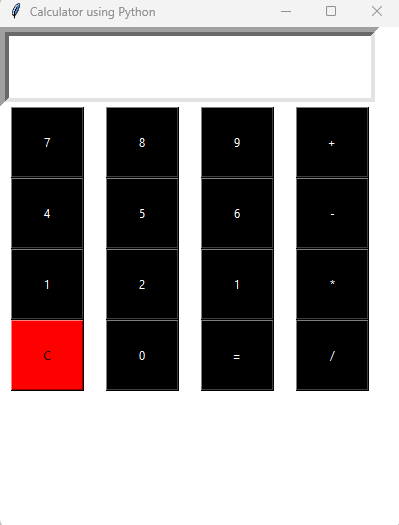 Calculator using Python
7 8 9 +
4 5 6 -
1 2 1 *
C 0 = /